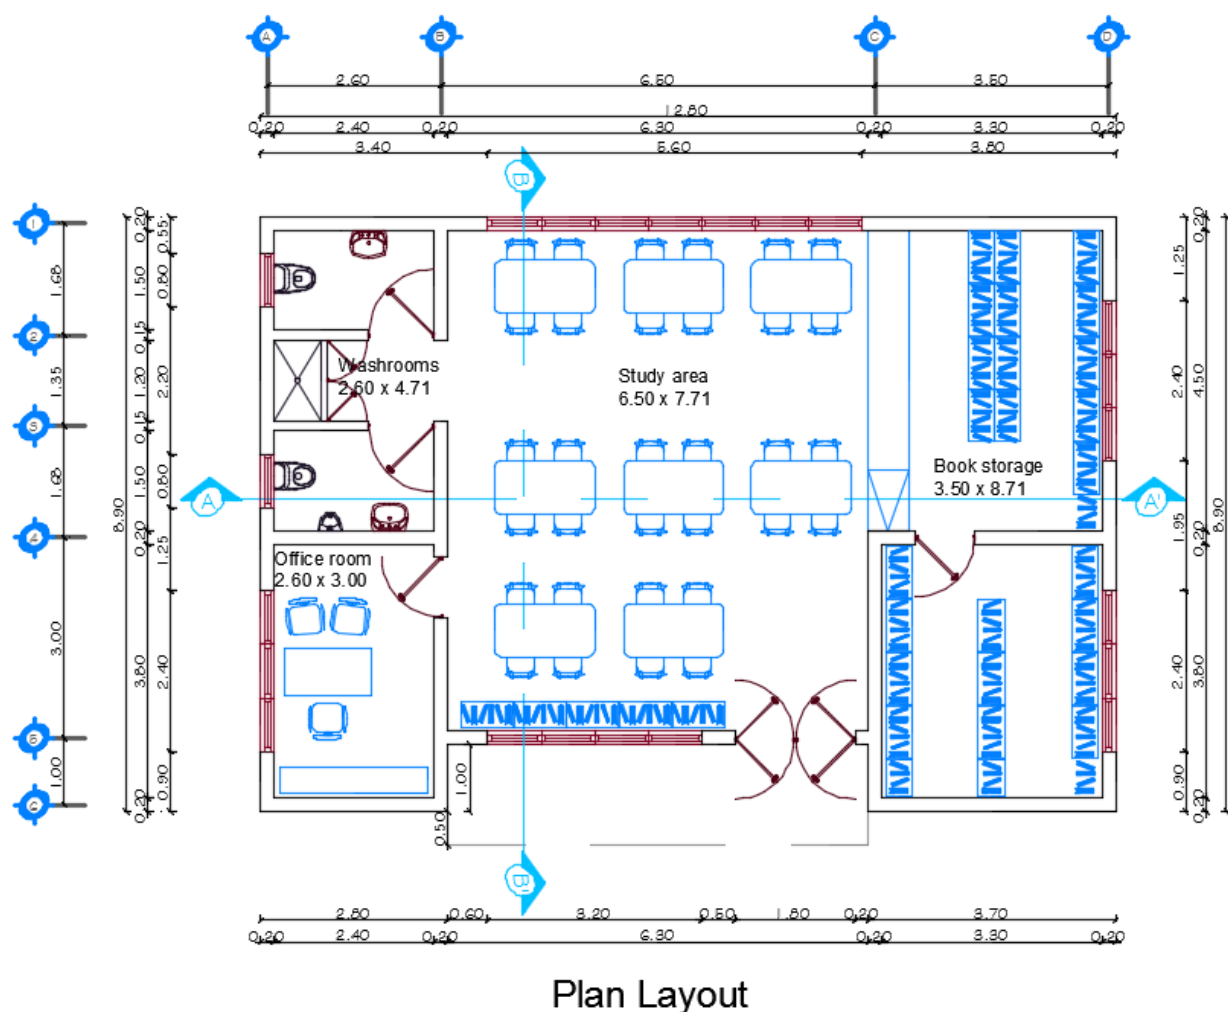 A B C D
2.60 6.50 3.50
12.80
0.20 2.40 0.20 6.30 0.20 3.30 0.20
3.40 5.60 3.80
B
1
2
3
4
1.68
1.35
1.68
3.00
1.00
8.90
0.20
1.50
0.15
1.20
0.15
1.50
0.20
3.80
0.20
0.55
0.80
2.20
0.80
1.25
2.40
0.90
Washrooms
2.60 x 4.71
Study area
6.50 x 7.71
Book storage
3.50 x 8.71
A
A'
Office room
2.60 x 3.00
1.25
2.40
1.95
2.40
0.90
0.20
4.50
0.20
3.80
0.20
8.90
1.00
0.50
B'
2.80 0.60 3.20 0.50 1.80 0.20 3.70
0.20 2.40 0.20 6.30 0.20 3.30 0.20
Plan Layout